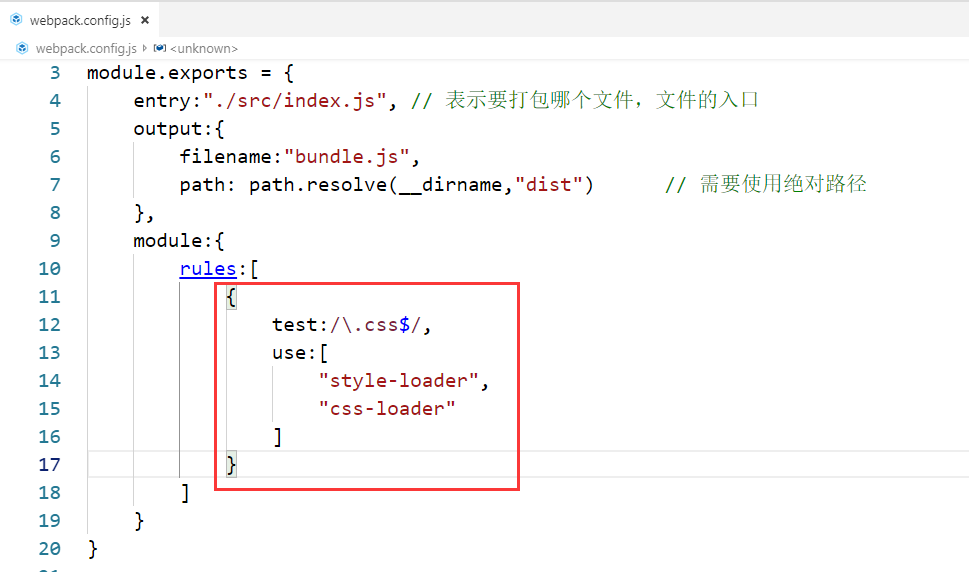 webpack.config.js ×
webpack.config.js <unknown>
3 module.exports = {
4 entry:"./src/index.js", // 表示要打包哪个文件，文件的入口
5 output:{
6 filename:"bundle.js",
7 path: path.resolve(__dirname,"dist") // 需要使用绝对路径
8 },
9 module:{
10 rules:[
11 {
12 test:/\.css$/,
13 use:[
14 "style-loader",
15 "css-loader"
16 ]
17 }
18 ]
19 }
20 }